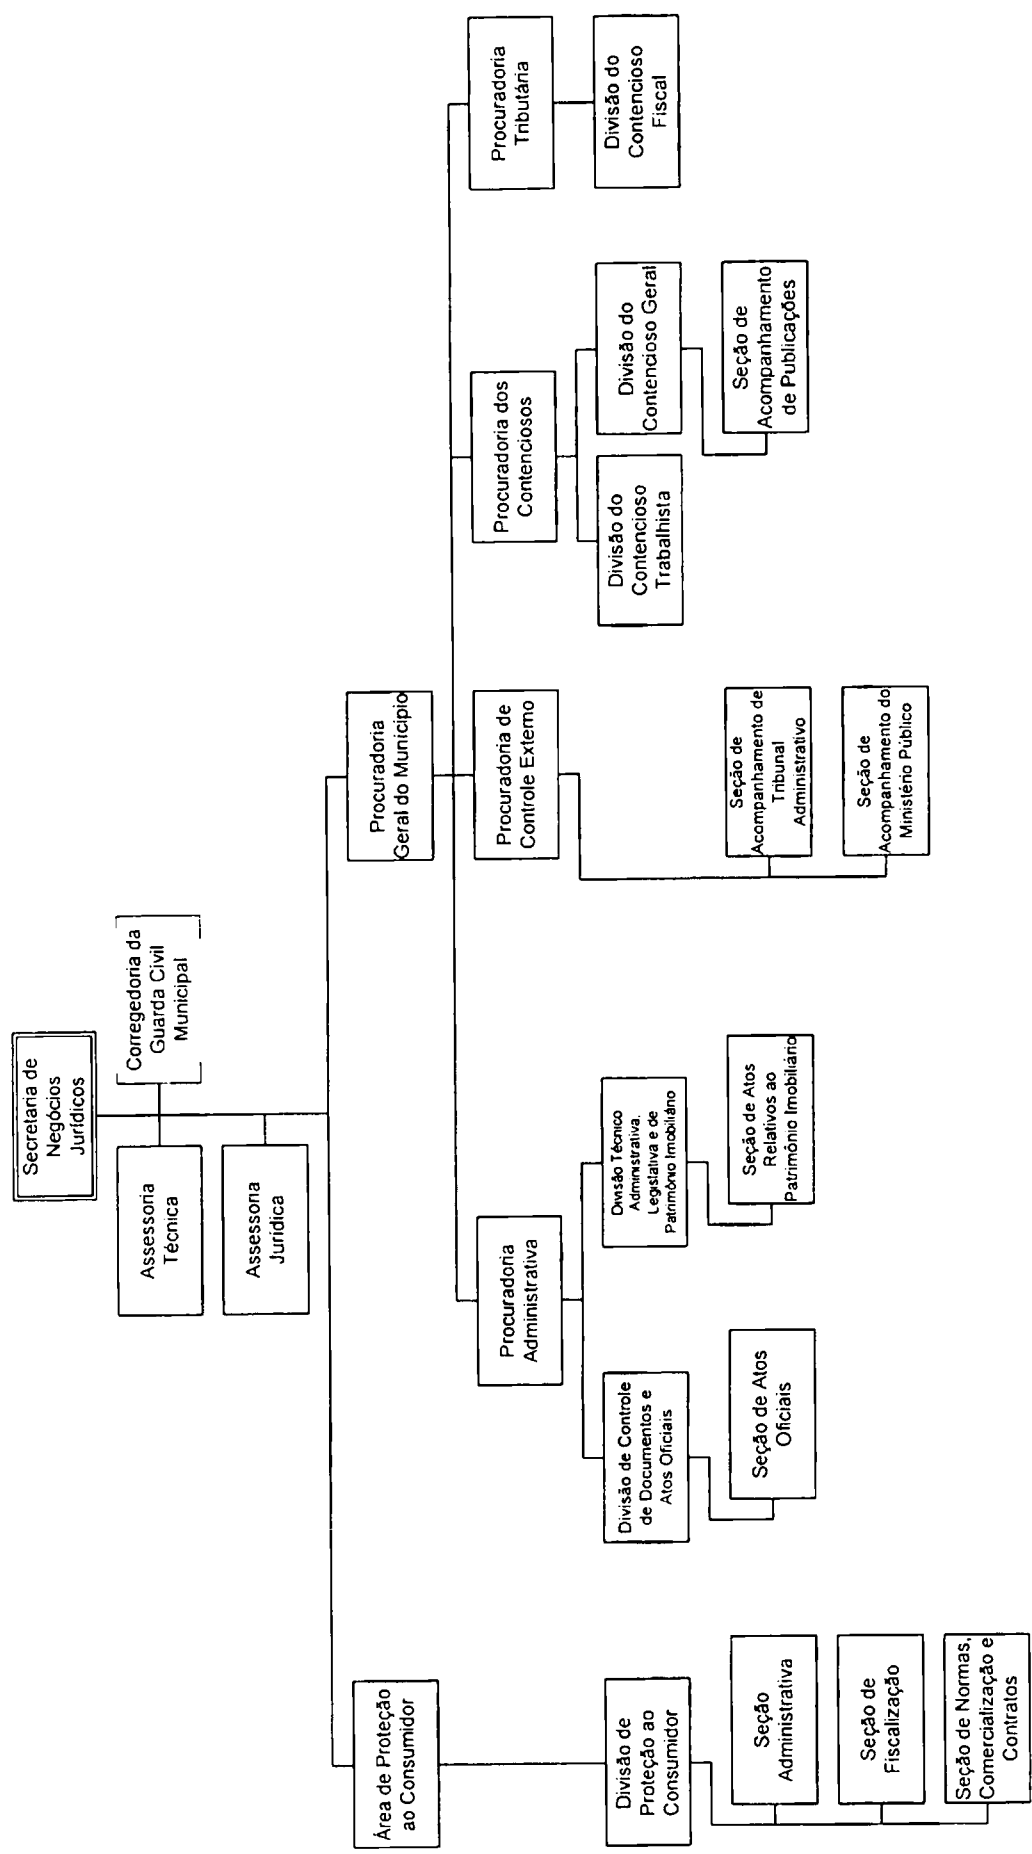 Secretaria de
Negócios
Jurídicos
Corregedoria da
Guarda Civil
Municipal
Assessoria
Técnica
Assessoria
Jurídica
Área de Proteção
ao Consumidor
Procuradoria
Geral do Município
Procuradoria
Administrativa
Procuradoria de
Controle Externo
Procuradoria dos
Contenciosos
Procuradoria
Tributária
Divisão de
Proteção ao
Consumidor
Divisão de Controle
de Documentos e
Atos Oficiais
Divisão Técnico
Administrativa,
Legislativa e de
Patrimônio Imobiliáno
Divisão do
Contencioso
Trabalhista
Divisão do
Contencioso Geral
Divisão do
Contencioso
Fiscal
Seção
Administrativa
Seção de
Fiscalização
Seção de Normas,
Comercialização e
Contratos
Seção de Atos
Oficiais
Seção de Atos
Relativos ao
Patrimônio Imobiliário
Seção de
Acompanhamento de
Tribunal
Administrativo
Seção de
Acompanhamento do
Ministério Público
Seção de
Acompanhamento
de Publicações